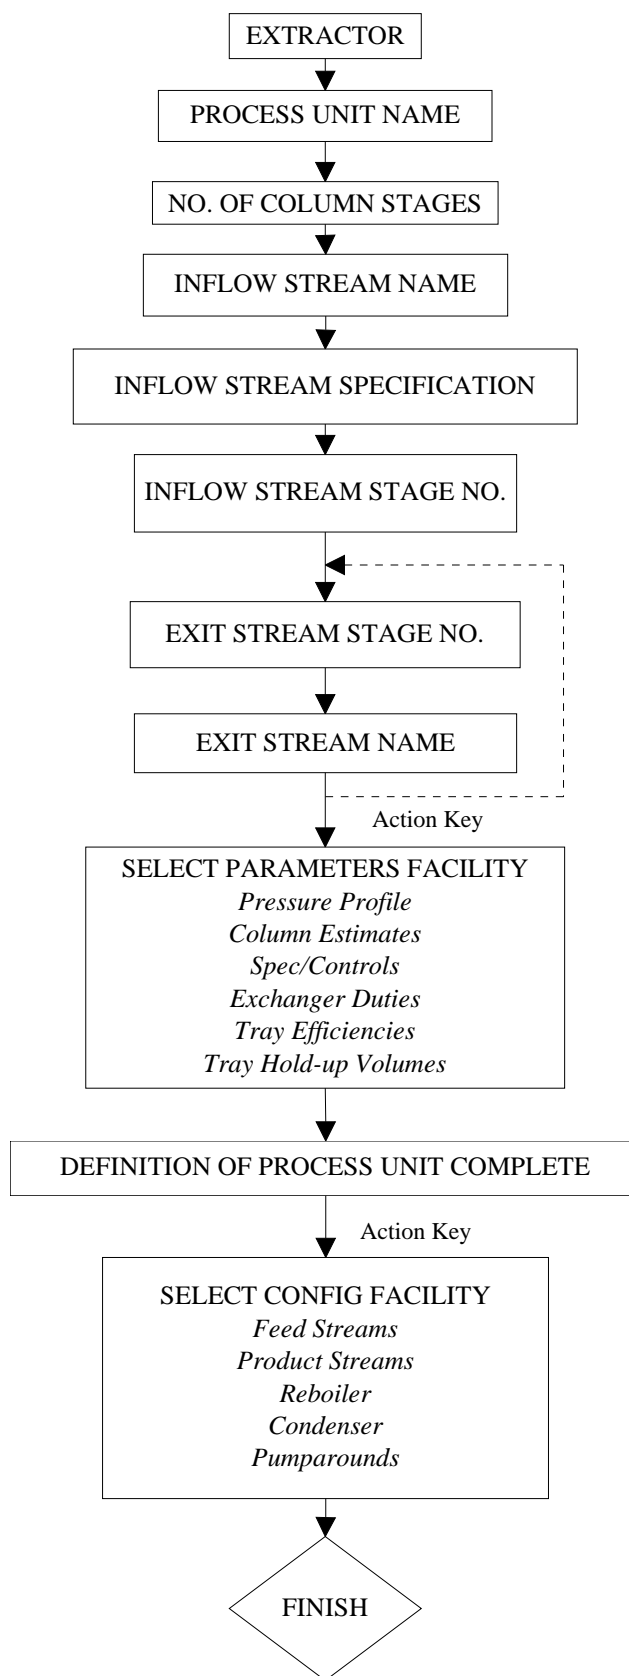 EXTRACTOR
PROCESS UNIT NAME
NO. OF COLUMN STAGES
INFLOW STREAM NAME
INFLOW STREAM SPECIFICATION
INFLOW STREAM STAGE NO.
EXIT STREAM STAGE NO.
EXIT STREAM NAME
Action Key
SELECT PARAMETERS FACILITY
Pressure Profile
Column Estimates
Spec/Controls
Exchanger Duties
Tray Efficiencies
Tray Hold-up Volumes
DEFINITION OF PROCESS UNIT COMPLETE
Action Key
SELECT CONFIG FACILITY
Feed Streams
Product Streams
Reboiler
Condenser
Pumparounds
FINISH